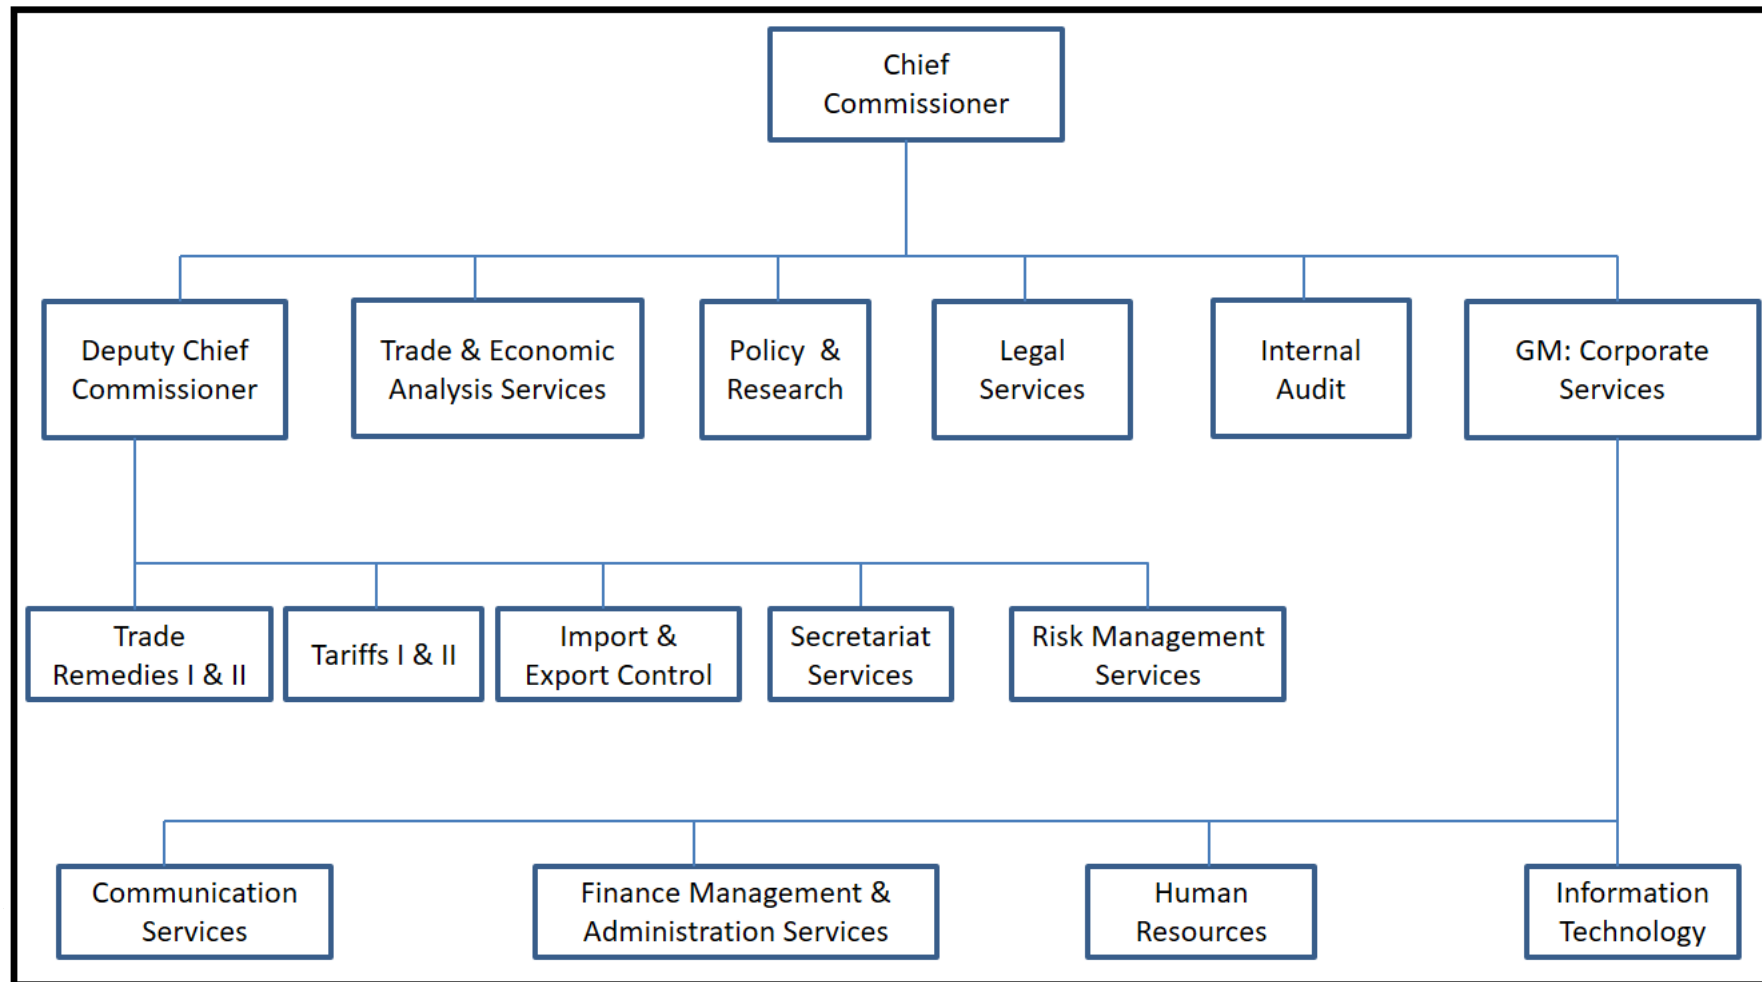 Chief
Commissioner
Deputy Chief
Commissioner
Trade & Economic
Analysis Services
Policy & 
Research
Legal
Services
Internal
Audit
GM: Corporate
Services
Trade
Remedies I & II
Tariffs I & II
Import &
Export Control
Secretariat
Services
Risk Management
Services
Communication
Services
Finance Management &
Administration Services
Human
Resources
Information
Technology